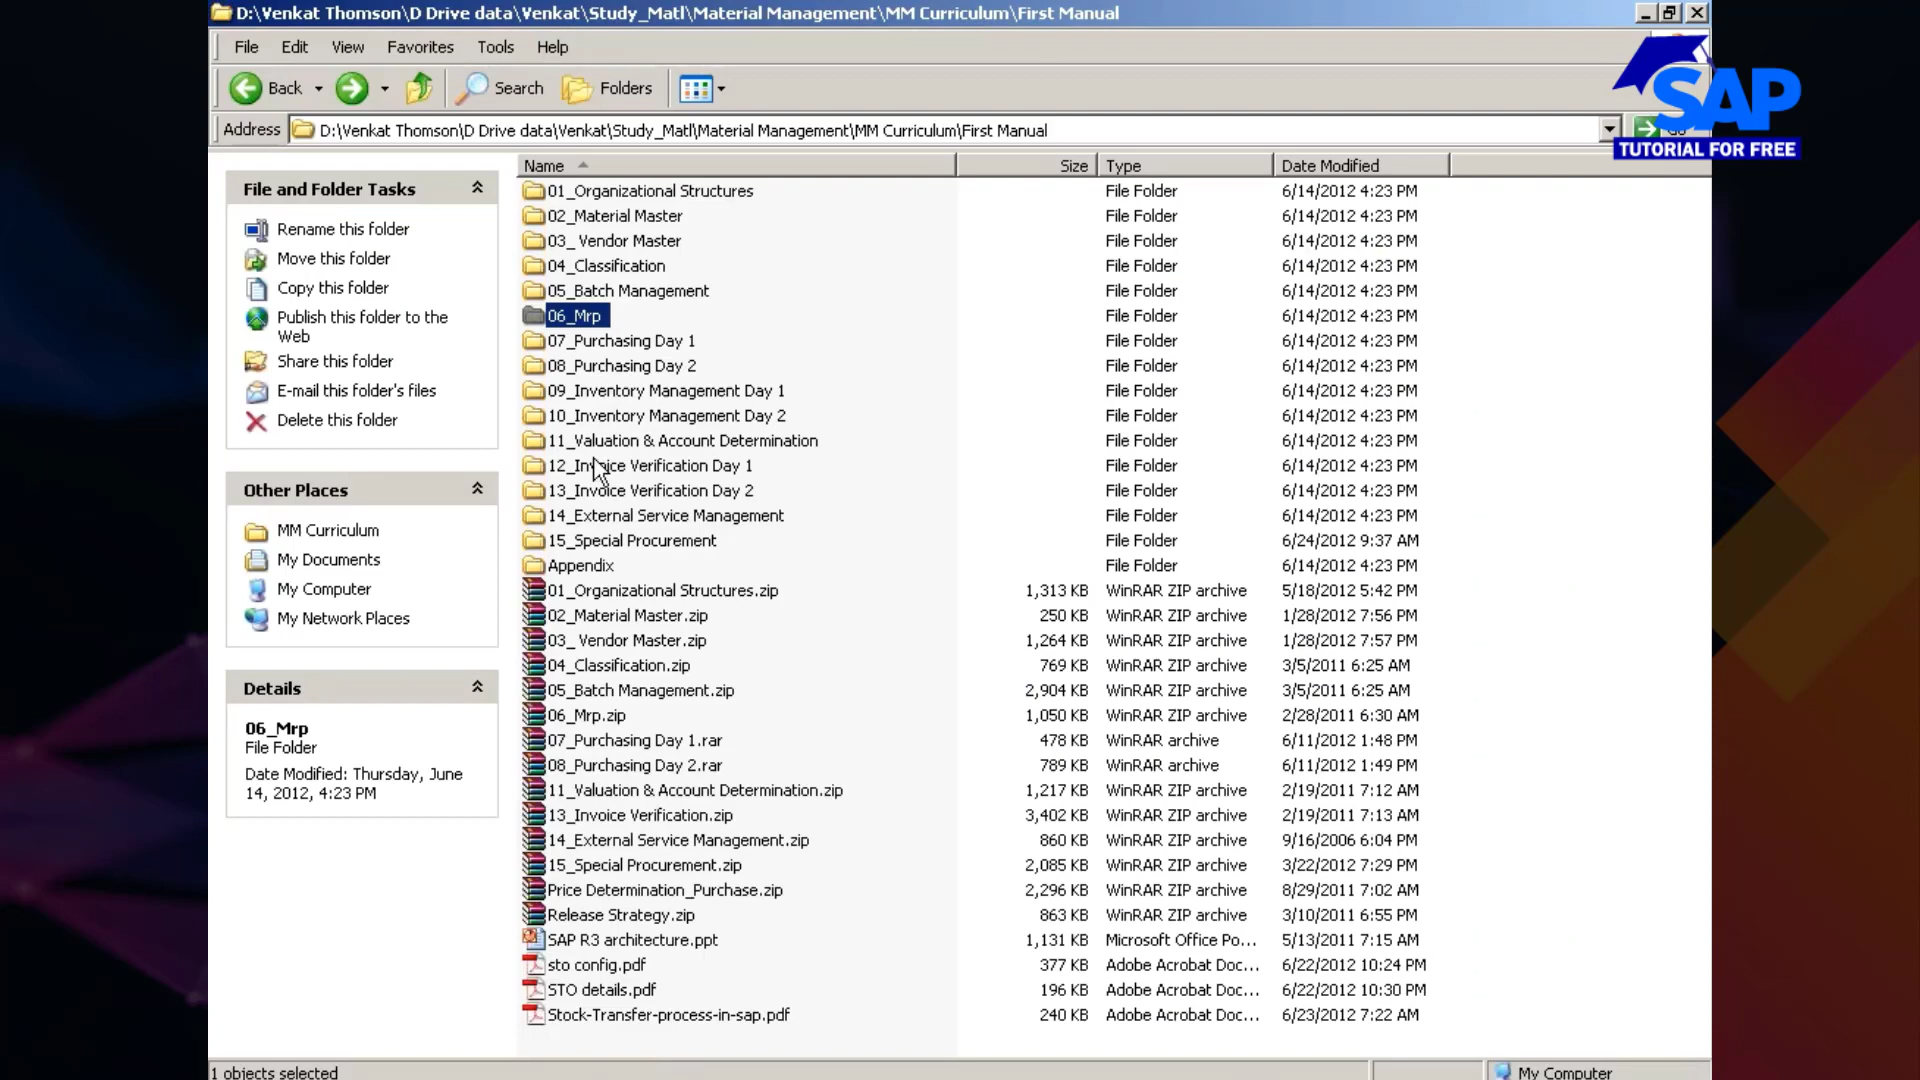 D:\Venkat Thomson\D Drive data\Venkat\Study_Matl\Material Management\MM Curriculum\First Manual
File Edit View Favorites Tools Help
Back Search Folders
Address D:\Venkat Thomson\D Drive data\Venkat\Study_Matl\Material Management\MM Curriculum\First Manual
SAP
TUTORIAL FOR FREE
File and Folder Tasks
Rename this folder
Move this folder
Copy this folder
Publish this folder to the
Web
Share this folder
E-mail this folder's files
Delete this folder
Other Places
MM Curriculum
My Documents
My Computer
My Network Places
Details
06_Mrp
File Folder
Date Modified: Thursday, June
14, 2012, 4:23 PM
Name Size Type Date Modified
01_Organizational Structures File Folder 6/14/2012 4:23 PM
02_Material Master File Folder 6/14/2012 4:23 PM
03_ Vendor Master File Folder 6/14/2012 4:23 PM
04_Classification File Folder 6/14/2012 4:23 PM
05_Batch Management File Folder 6/14/2012 4:23 PM
06_Mrp File Folder 6/14/2012 4:23 PM
07_Purchasing Day 1 File Folder 6/14/2012 4:23 PM
08_Purchasing Day 2 File Folder 6/14/2012 4:23 PM
09_Inventory Management Day 1 File Folder 6/14/2012 4:23 PM
10_Inventory Management Day 2 File Folder 6/14/2012 4:23 PM
11_Valuation & Account Determination File Folder 6/14/2012 4:23 PM
12_Invoice Verification Day 1 File Folder 6/14/2012 4:23 PM
13_Invoice Verification Day 2 File Folder 6/14/2012 4:23 PM
14_External Service Management File Folder 6/14/2012 4:23 PM
15_Special Procurement File Folder 6/24/2012 9:37 AM
Appendix File Folder 6/14/2012 4:23 PM
01_Organizational Structures.zip 1,313 KB WinRAR ZIP archive 5/18/2012 5:42 PM
02_Material Master.zip 250 KB WinRAR ZIP archive 1/28/2012 7:56 PM
03_ Vendor Master.zip 1,264 KB WinRAR ZIP archive 1/28/2012 7:57 PM
04_Classification.zip 769 KB WinRAR ZIP archive 3/5/2011 6:25 AM
05_Batch Management.zip 2,904 KB WinRAR ZIP archive 3/5/2011 6:25 AM
06_Mrp.zip 1,050 KB WinRAR ZIP archive 2/28/2011 6:30 AM
07_Purchasing Day 1.rar 478 KB WinRAR archive 6/11/2012 1:48 PM
08_Purchasing Day 2.rar 789 KB WinRAR archive 6/11/2012 1:49 PM
11_Valuation & Account Determination.zip 1,217 KB WinRAR ZIP archive 2/19/2011 7:12 AM
13_Invoice Verification.zip 3,402 KB WinRAR ZIP archive 2/19/2011 7:13 AM
14_External Service Management.zip 860 KB WinRAR ZIP archive 9/16/2006 6:04 PM
15_Special Procurement.zip 2,085 KB WinRAR ZIP archive 3/22/2012 7:29 PM
Price Determination_Purchase.zip 2,296 KB WinRAR ZIP archive 8/29/2011 7:02 AM
Release Strategy.zip 863 KB WinRAR ZIP archive 3/10/2011 6:55 PM
SAP R3 architecture.ppt 1,131 KB Microsoft Office Po... 5/13/2011 7:15 AM
sto config.pdf 377 KB Adobe Acrobat Doc... 6/22/2012 10:24 PM
STO details.pdf 196 KB Adobe Acrobat Doc... 6/22/2012 10:30 PM
Stock-Transfer-process-in-sap.pdf 240 KB Adobe Acrobat Doc... 6/23/2012 7:22 AM
1 objects selected My Computer